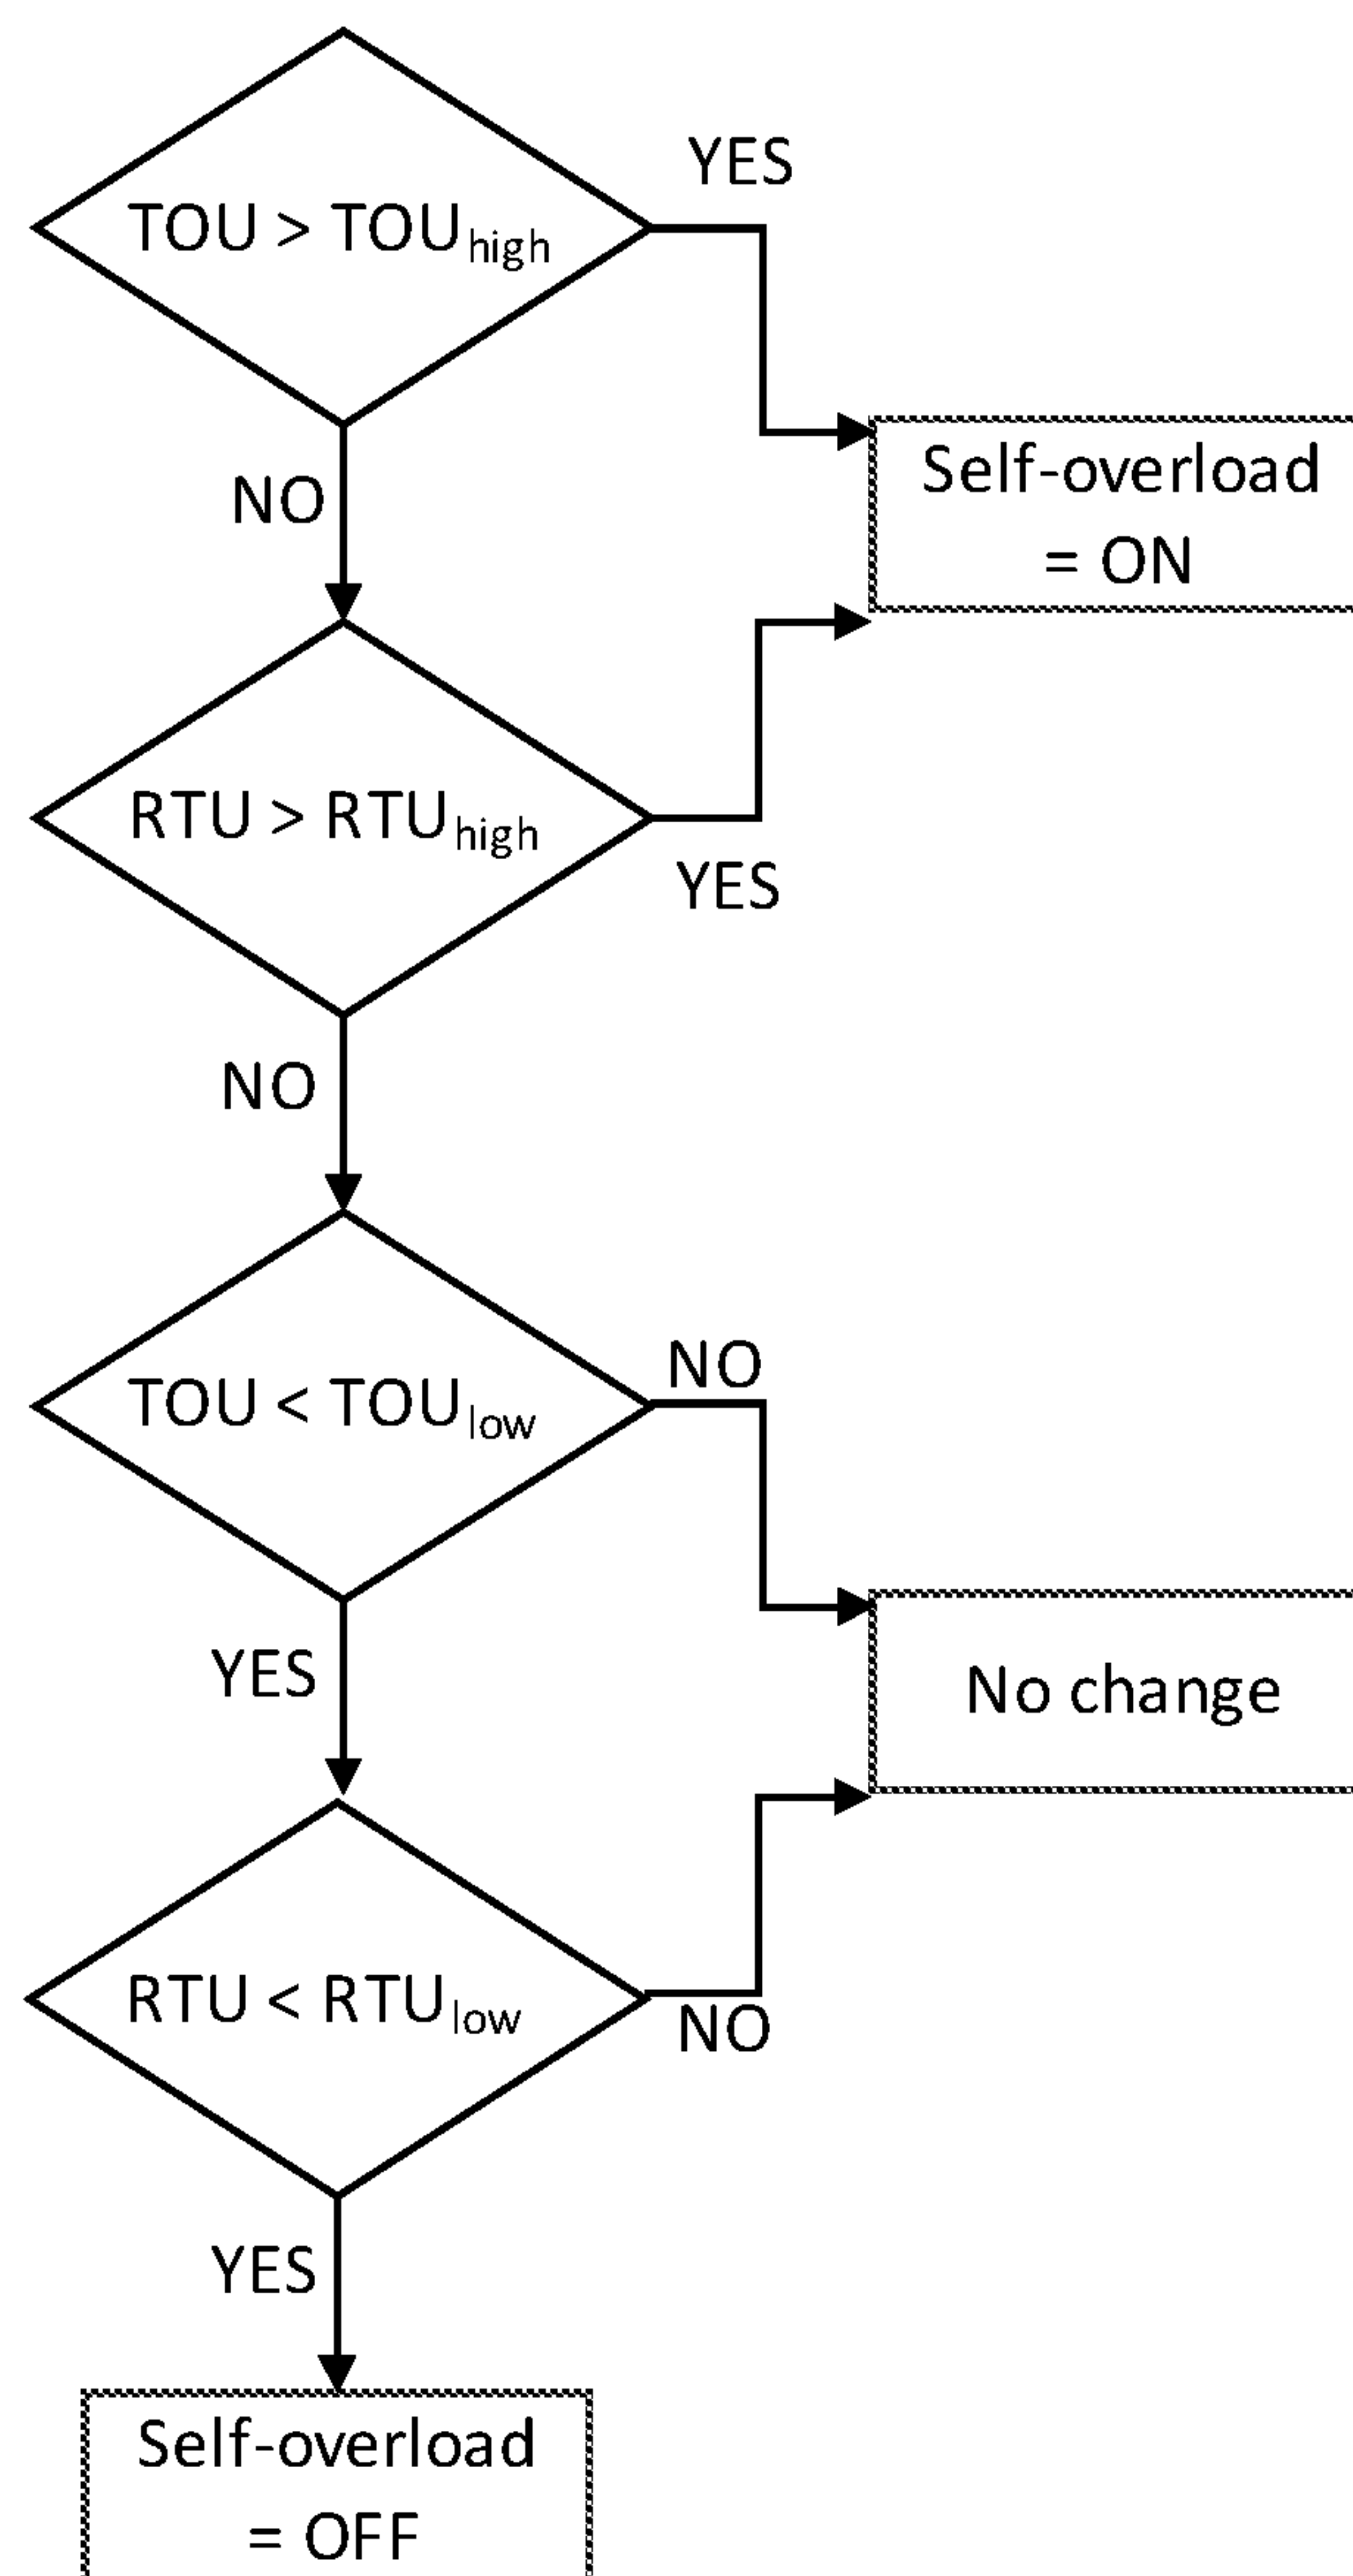 YES
TOU > TOUhigh
Self-overload
= ON
NO
RTU > RTUhigh
YES
NO
NO
TOU < TOUlow
YES
No change
RTU < RTUlow
NO
YES
Self-overload
= OFF